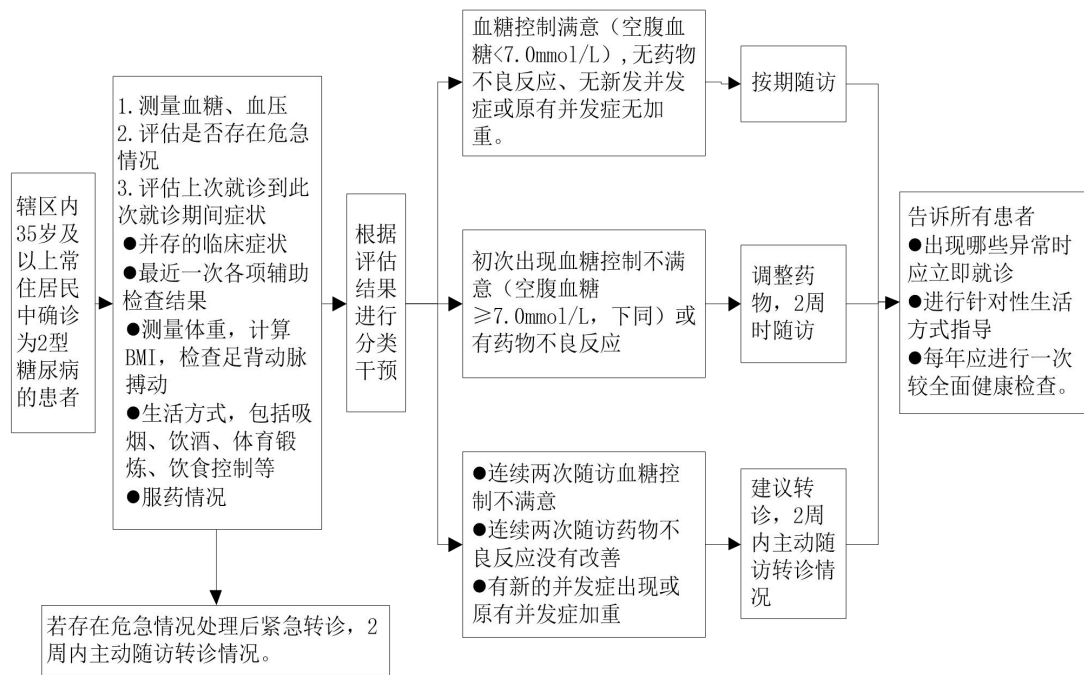 辖区内
35岁及
以上常
住居民
中确诊
为2型
糖尿病
的患者
1.测量血糖、血压
2.评估是否存在危急
情况
3.评估上次就诊到此
次就诊期间症状
●并存的临床症状
●最近一次各项辅助
检查结果
●测量体重，计算
BMI，检查足背动脉
搏动
●生活方式，包括吸
烟、饮酒、体育锻
炼、饮食控制等
●服药情况
若存在危急情况处理后紧急转诊，2
周内主动随访转诊情况。
根据
评估
结果
进行
分类
干预
血糖控制满意（空腹血
糖<7.0mmol/L）,无药物
不良反应、无新发并发
症或原有并发症无加
重。
按期随访
初次出现血糖控制不满
意（空腹血糖
≥7.0mmol/L，下同）或
有药物不良反应
调整药
物，2周
时随访
●连续两次随访血糖控
制不满意
●连续两次随访药物不
良反应没有改善
●有新的并发症出现或
原有并发症加重
建议转
诊，2周
内主动随
访转诊情
况
告诉所有患者
●出现哪些异常时
应立即就诊
●进行针对性生活
方式指导
●每年应进行一次
较全面健康检查。